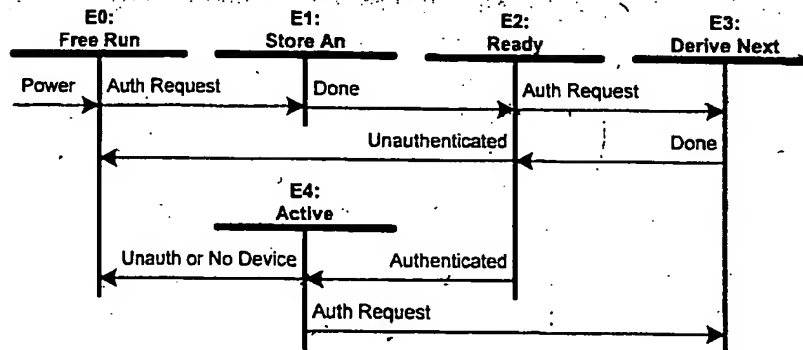 E0:
Free Run
E1:
Store An
E2:
Ready
E3:
Derive Next
Power
Auth Request
Done
Auth Request
Unauthenticated
Done
E4:
Active
Unauth or No Device
Authenticated
Auth Request